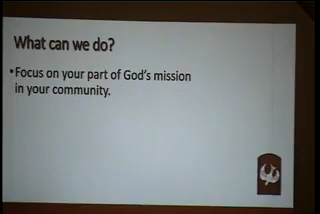 What can we do?
•Focus on your part of God's mission
in your community.